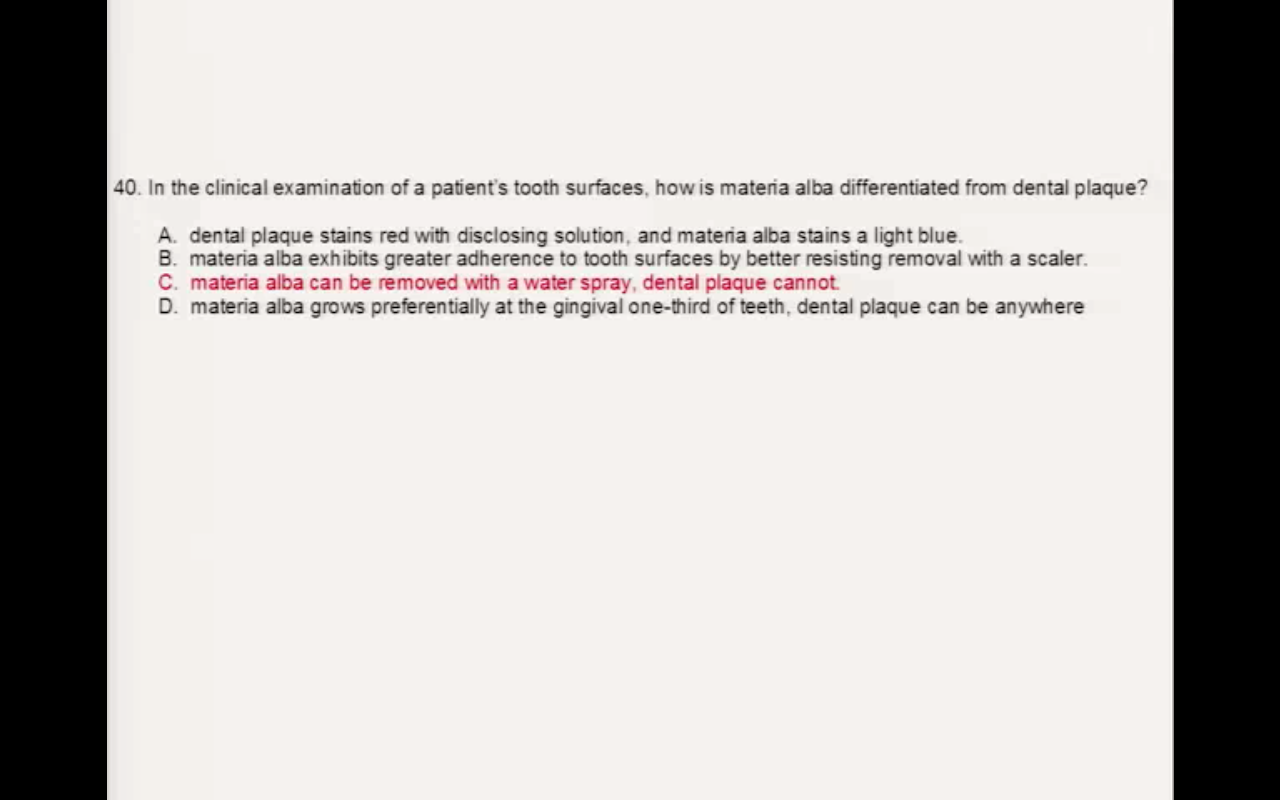 40. In the clinical examination of a patient's tooth surfaces, how is materia alba differentiated from dental plaque?
A. dental plaque stains red with disclosing solution, and materia alba stains a light blue.
B. materia alba exhibits greater adherence to tooth surfaces by better resisting removal with a scaler.
C. materia alba can be removed with a water spray, dental plaque cannot.
D. materia alba grows preferentially at the gingival one-third of teeth, dental plaque can be anywhere